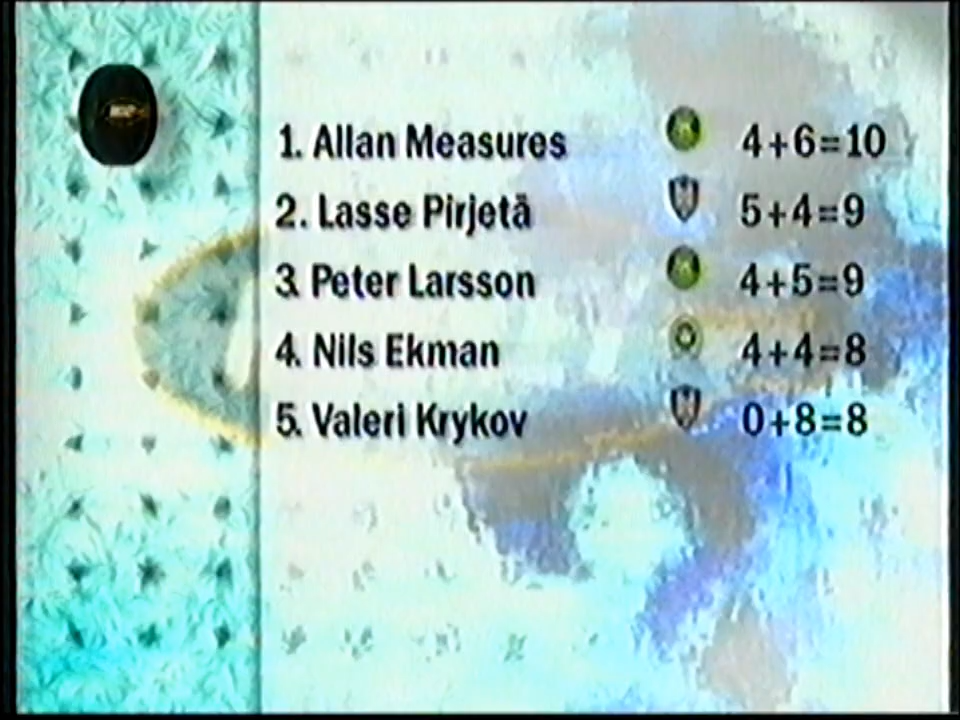 1. Allan Measures 4+6=10
2. Lasse Pirjetä 5+4=9
3. Peter Larsson 4+5=9
4. Nils Ekman 4+4=8
5. Valeri Krykov 0+8=8